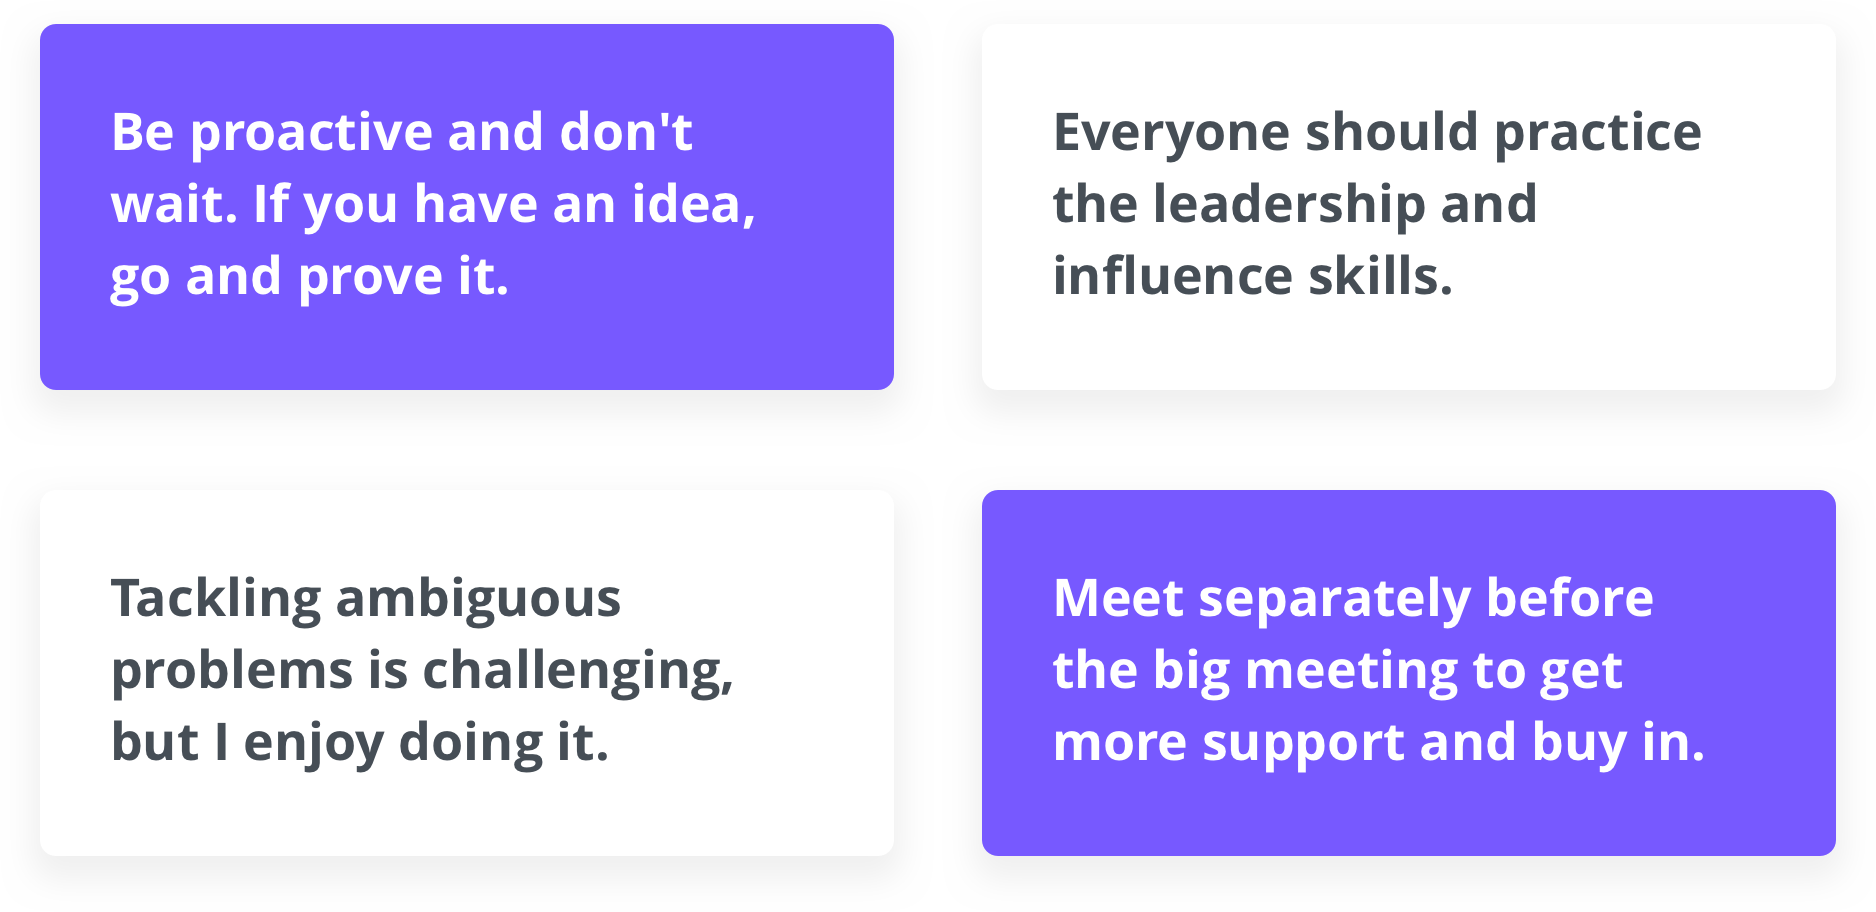 Be proactive and don't
wait. If you have an idea,
go and prove it.
Everyone should practice
the leadership and
influence skills.
Tackling ambiguous
problems is challenging,
but I enjoy doing it.
Meet separately before
the big meeting to get
more support and buy in.